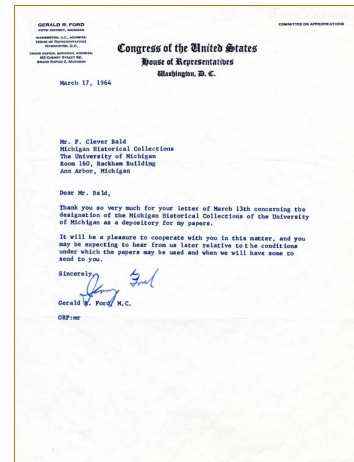 GERALD R. FORD
FIFTH DISTRICT, MICHIGAN
WASHINGTON, D.C., ADDRESS:
HOUSE OF REPRESENTATIVES
WASHINGTON, D.C.
GRAND RAPIDS, MICHIGAN, ADDRESS:
425 CHERRY STREET SE.
GRAND RAPIDS 2, MICHIGAN
COMMITTEE ON APPROPRIATIONS
Congress of the United States
House of Representatives
Washington, D. C.
March 17, 1964
Mr. F. Clever Bald
Michigan Historical Collections
The University of Michigan
Room 160, Rackham Building
Ann Arbor, Michigan
Dear Mr. Bald,
Thank you so very much for your letter of March 13th concerning the
designation of the Michigan Historical Collections of the University
of Michigan as a depository for my papers.
It will be a pleasure to cooperate with you in this matter, and you
may be expecting to hear from us later relative to the conditions
under which the papers may be used and when we will have some to
send to you.
Sincerely,
Jerry Ford
Gerald R. Ford, M.C.
GRF:mr